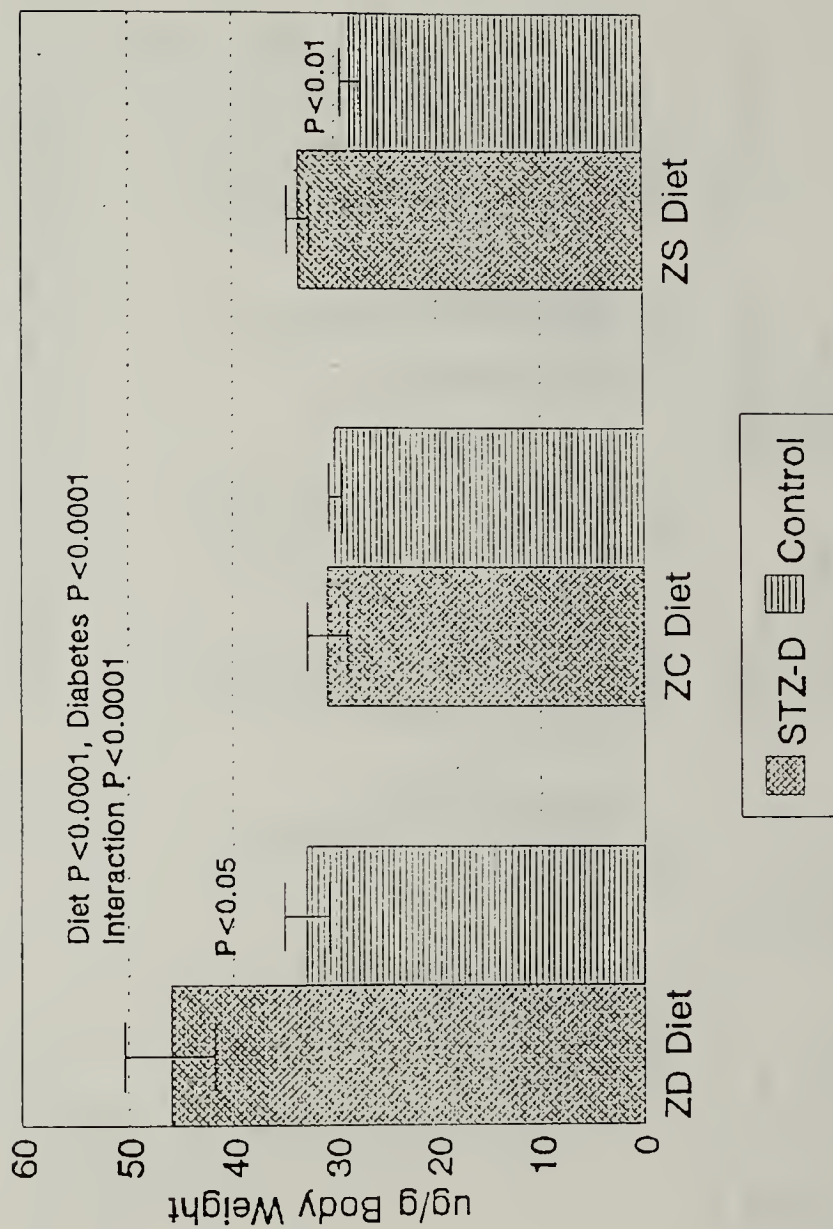 Diet P<0.0001, Diabetes P<0.0001
Interaction P<0.0001
P<0.05
P<0.01
ug/g Body Weight
60
50
40
30
20
10
0
ZD Diet
ZC Diet
ZS Diet
STZ-D
Control